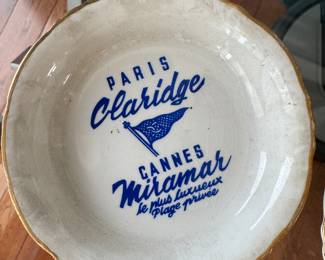 PARIS
Claridge
CANNES
Miramar
le plus luxueux
plage privée